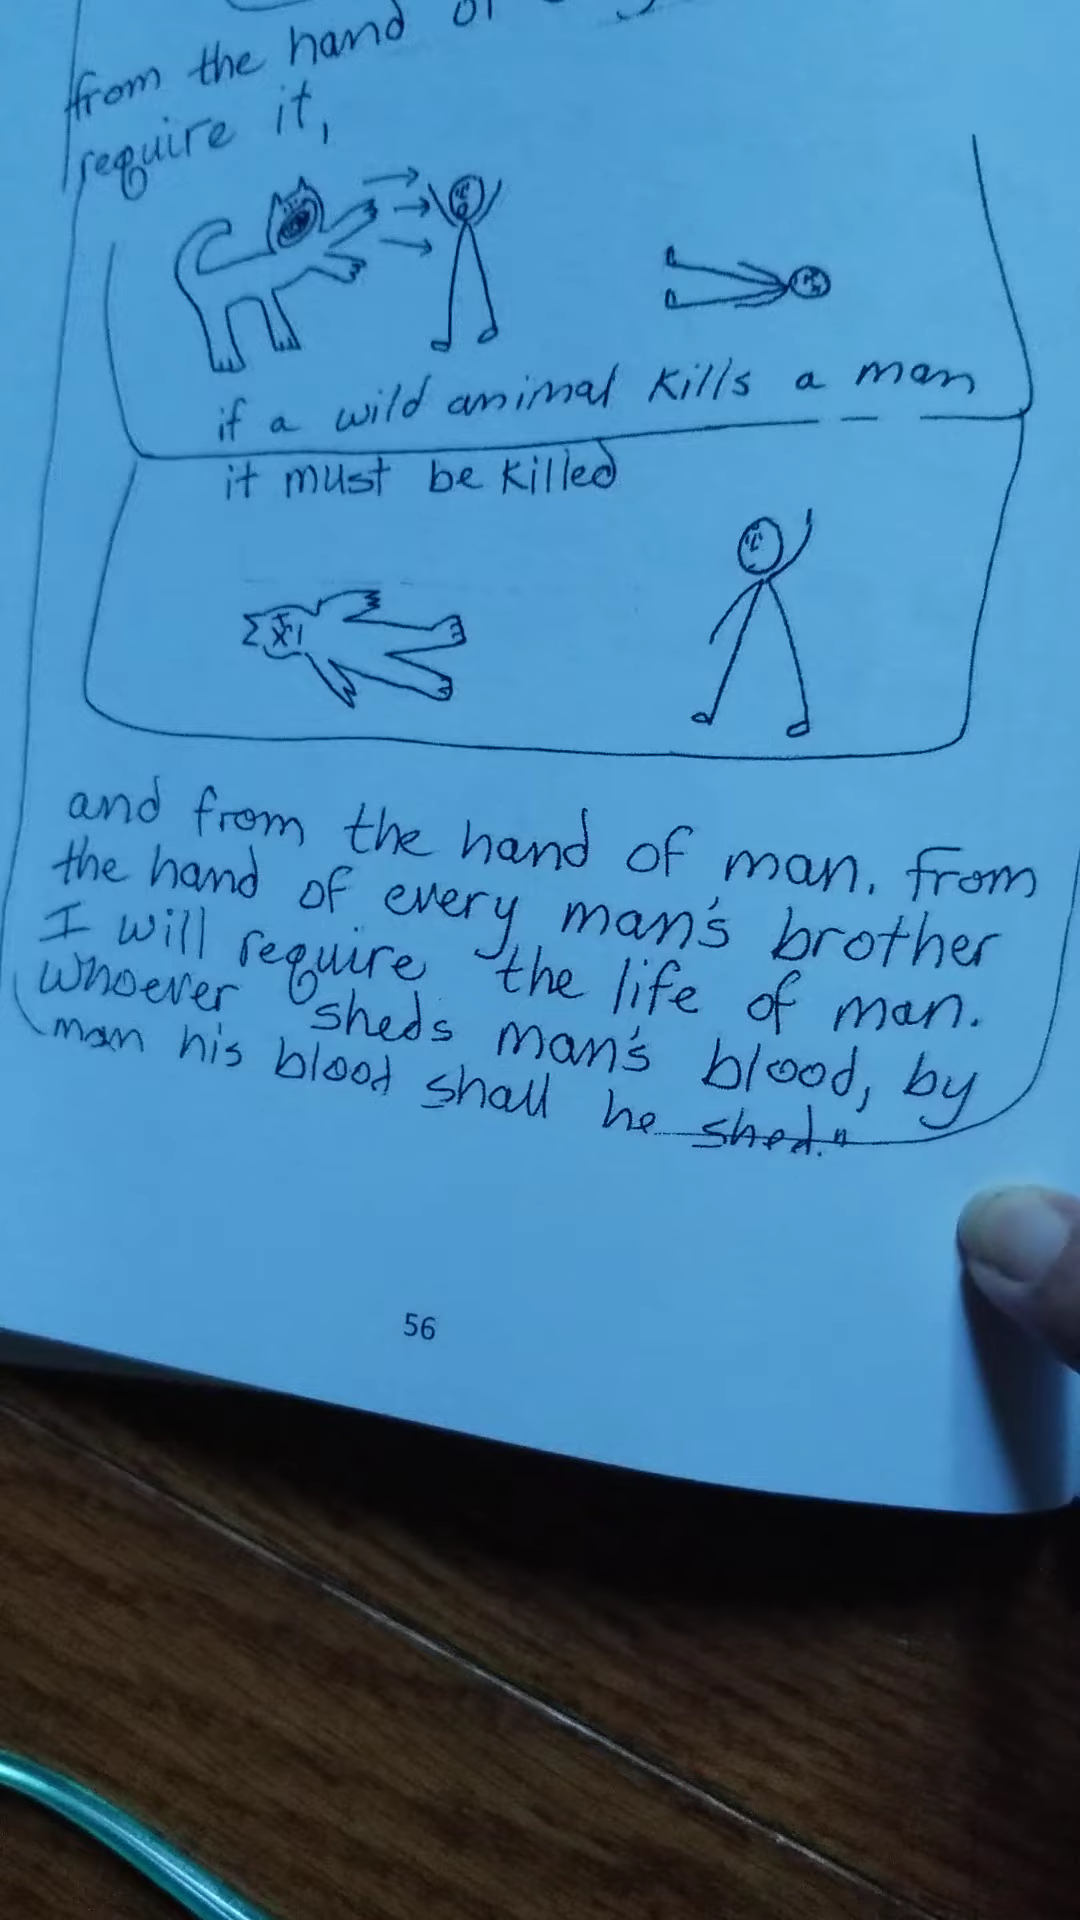 from the hand of
require it,
if a wild animal kills a man
it must be killed
and from the hand of man. From
the hand of every man's brother
I will require the life of man.
Whoever sheds man's blood, by
man his blood shall be shed."
56